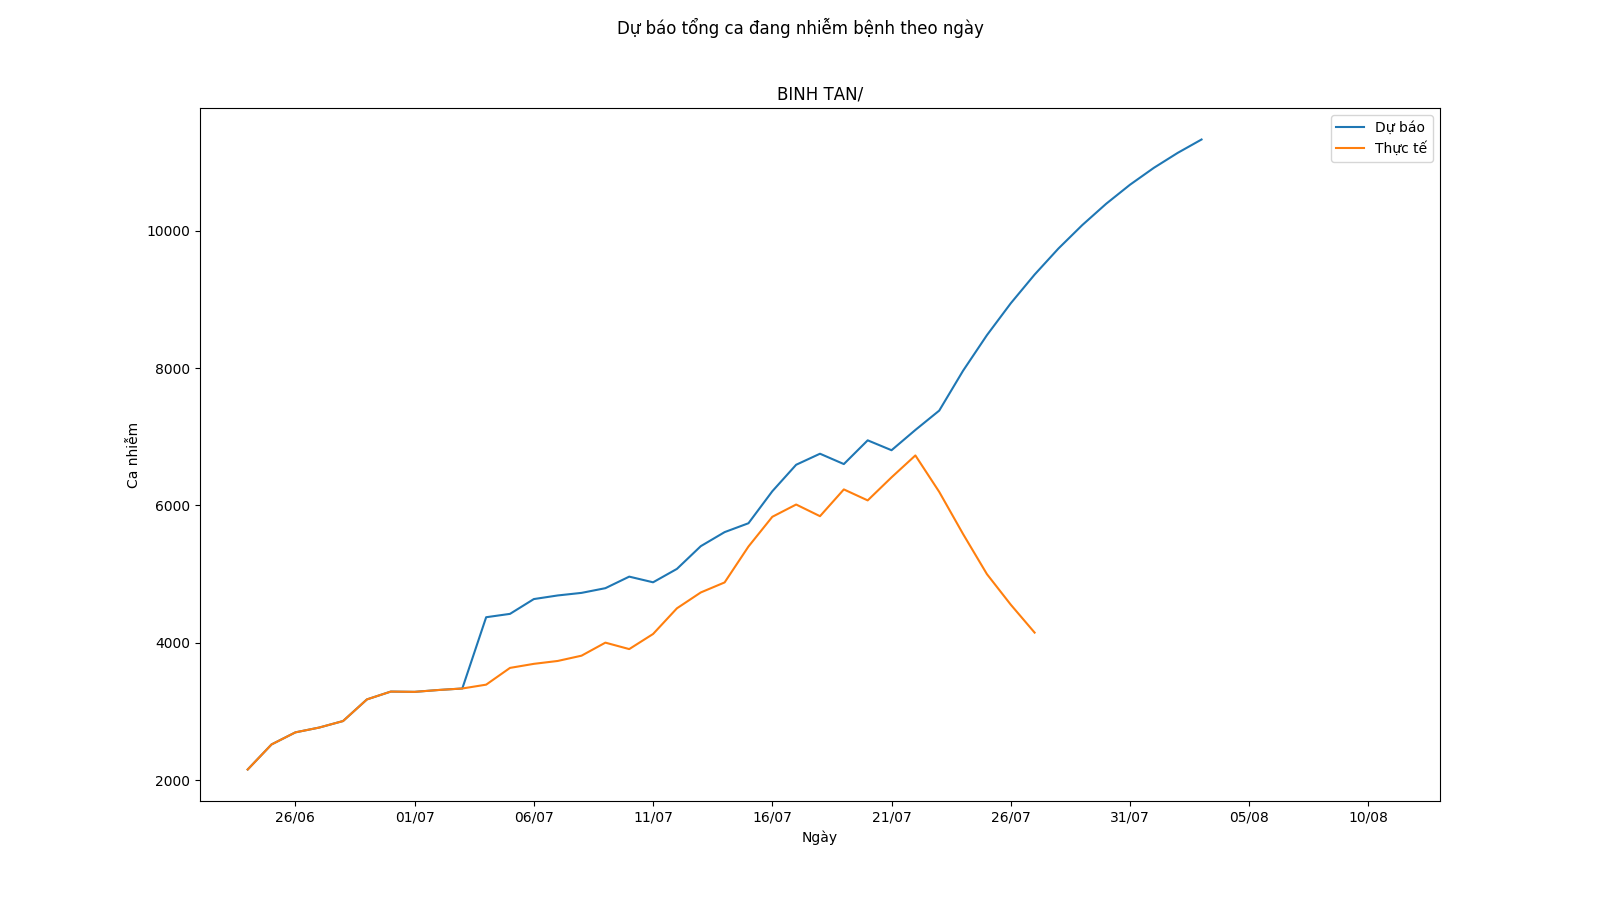 Dự báo tổng ca đang nhiễm bệnh theo ngày
BINH TAN/
Dự báo
Thực tế
10000
8000
6000
4000
2000
Ca nhiễm
26/06 01/07 06/07 11/07 16/07 21/07 26/07 31/07 05/08 10/08
Ngày